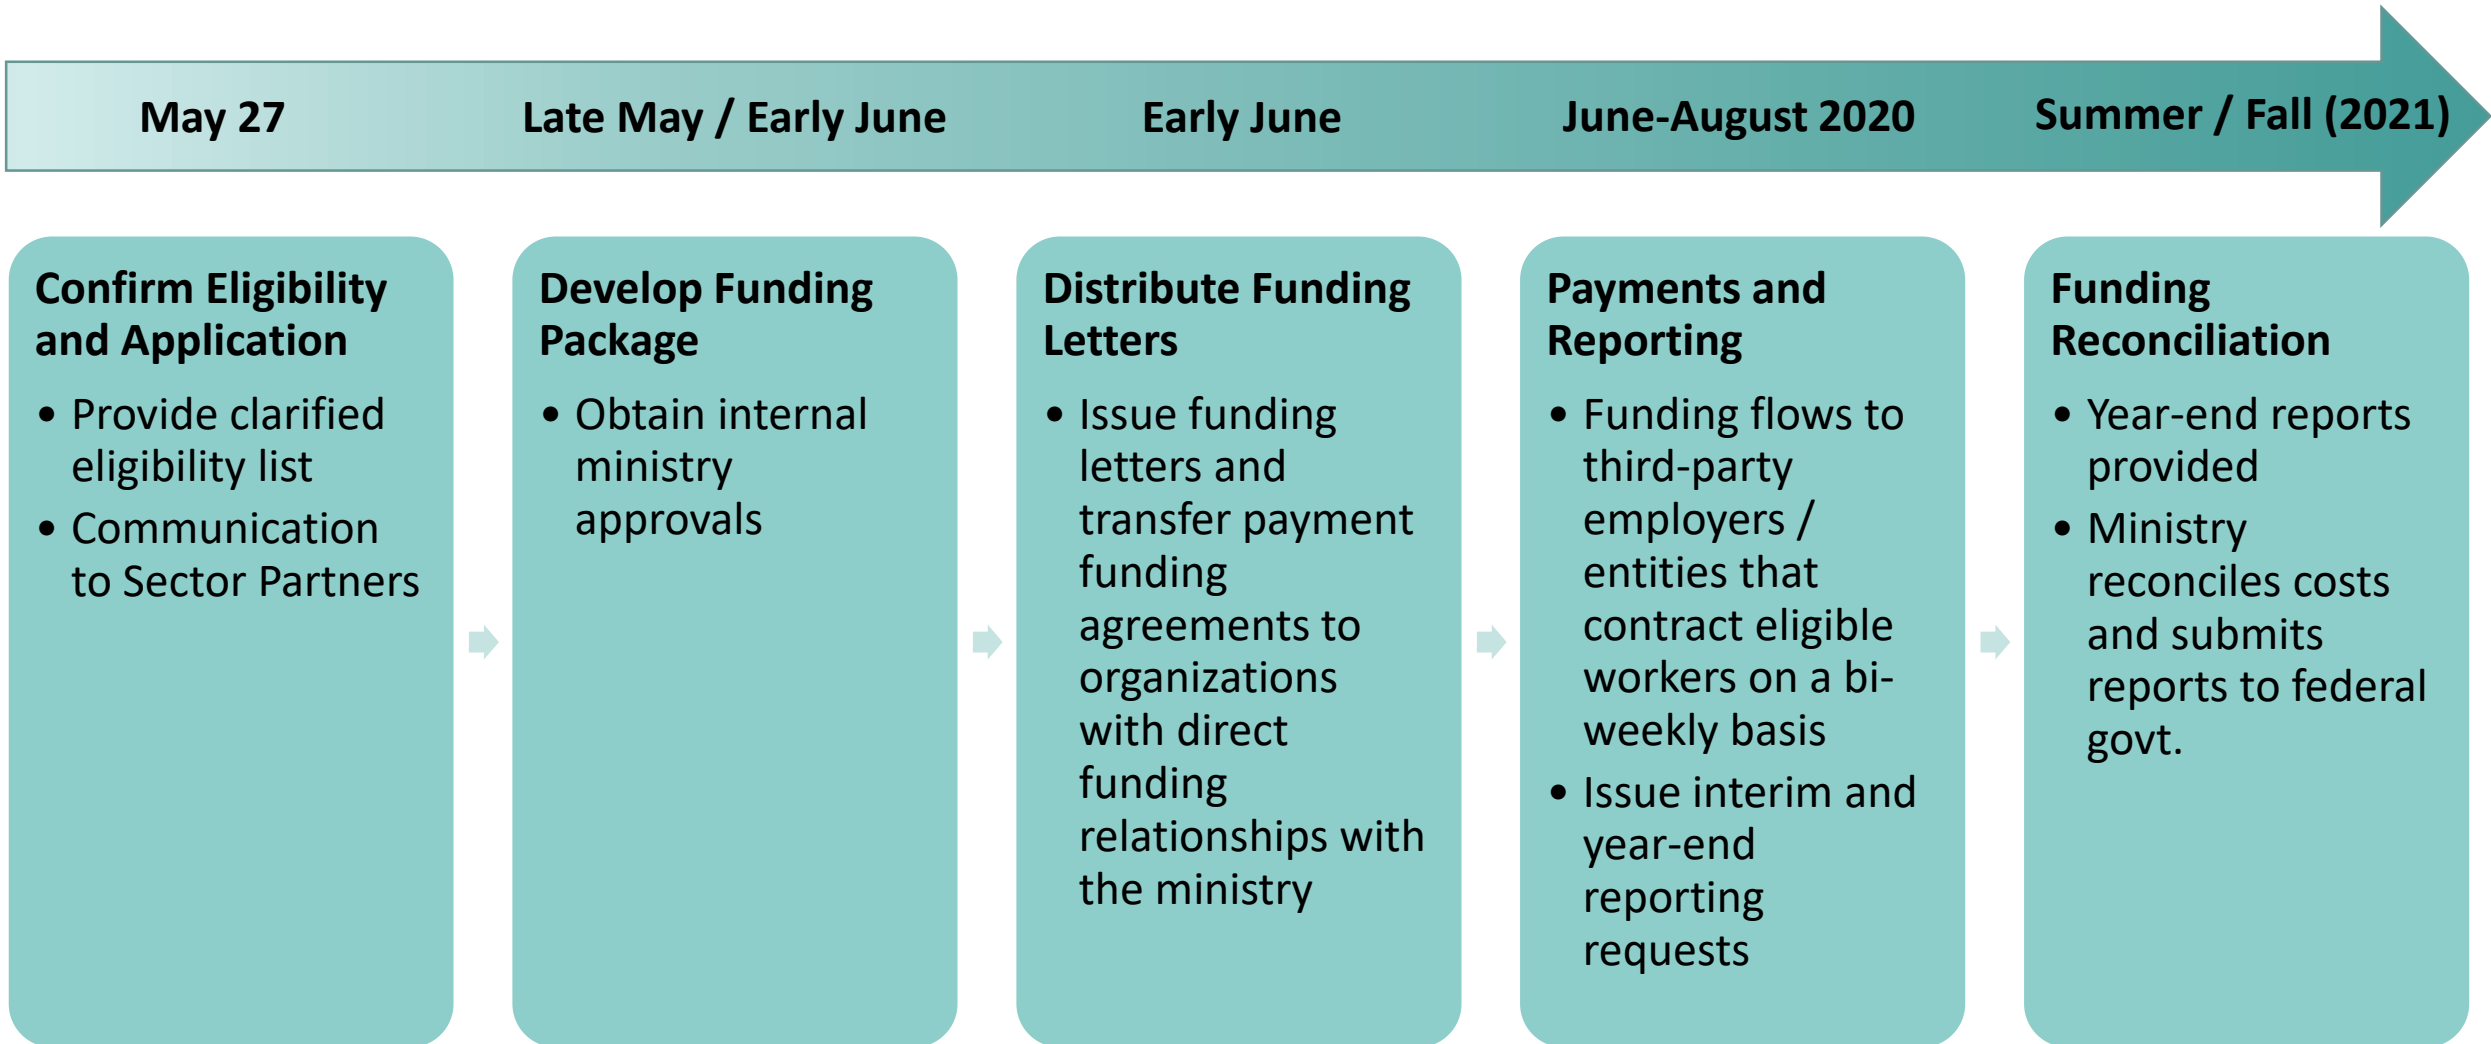 May 27
Late May / Early June
Early June
June-August 2020
Summer / Fall (2021)
Confirm Eligibility
and Application
• Provide clarified
eligibility list
• Communication
to Sector Partners
Develop Funding
Package
• Obtain internal
ministry
approvals
Distribute Funding
Letters
• Issue funding
letters and
transfer payment
funding
agreements to
organizations
with direct
funding
relationships with
the ministry
Payments and
Reporting
• Funding flows to
third-party
employers /
entities that
contract eligible
workers on a bi-
weekly basis
• Issue interim and
year-end
reporting
requests
Funding
Reconciliation
• Year-end reports
provided
• Ministry
reconciles costs
and submits
reports to federal
govt.